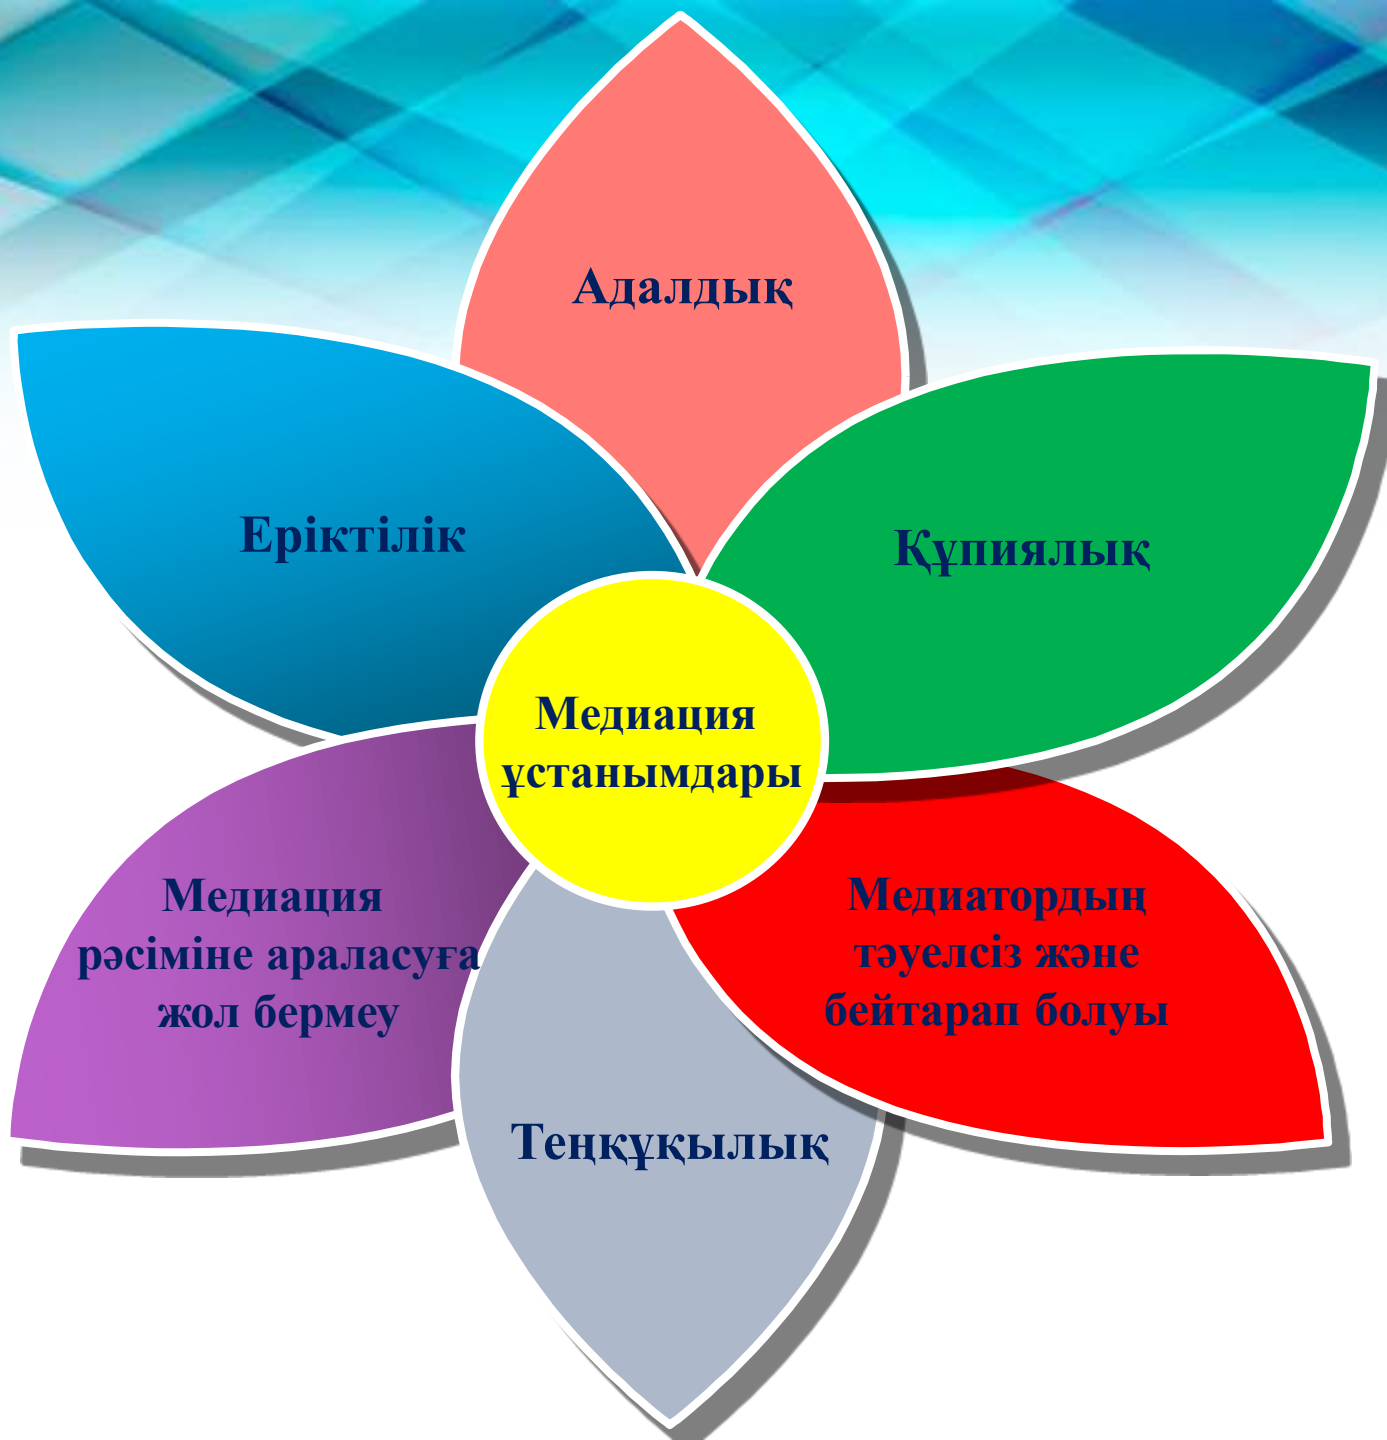 Адалдық
Еріктілік
Құпиялық
Медиация
ұстанымдары
Медиация
рәсіміне араласуға
жол бермеу
Медиатордың
тәуелсіз және
бейтарап болуы
Теңқұқылық